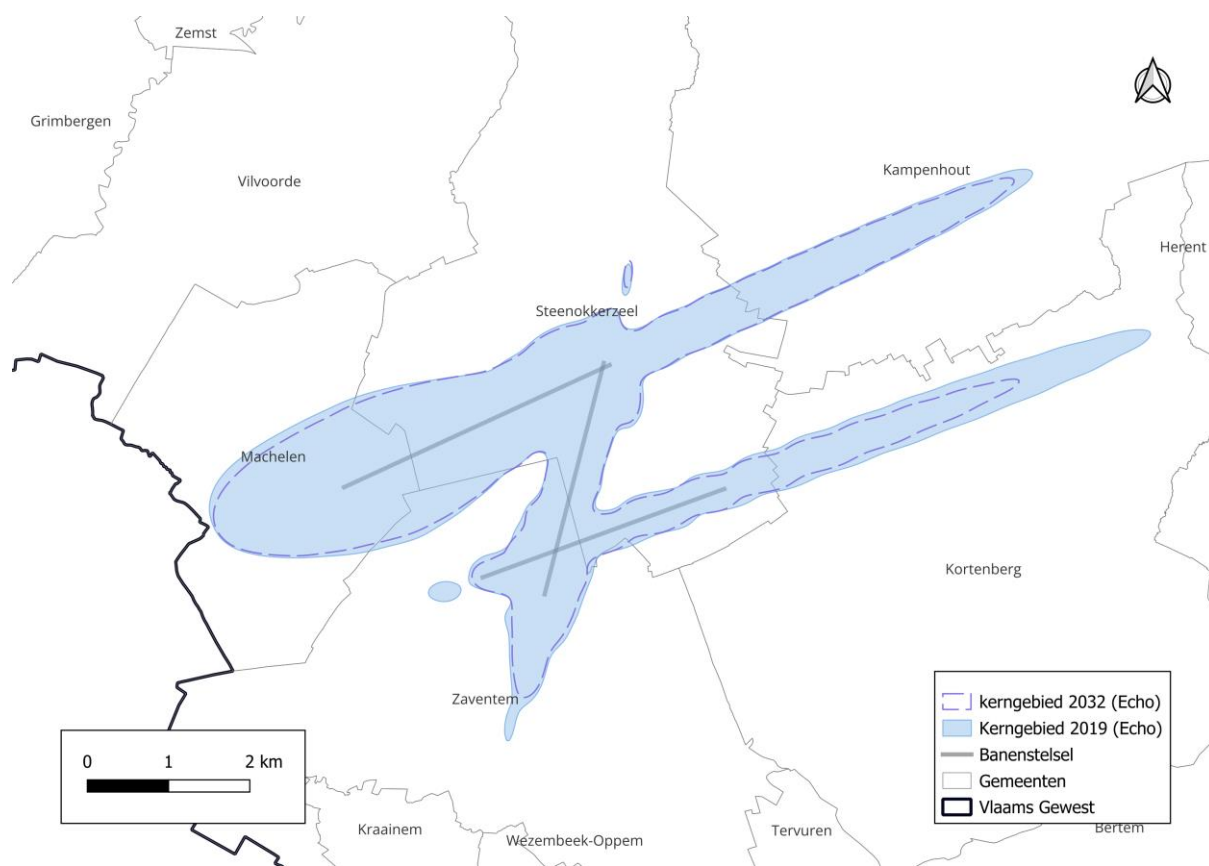 Zemst
Grimbergen
Vilvoorde
Kampenhout
Herent
Steenokkerzeel
Machelen
Kortenberg
Zaventem
kerngebied 2032 (Echo)
Kerngebied 2019 (Echo)
Banenstelsel
Gemeenten
Vlaams Gewest
0 1 2 km
Kraainem
Wezembeek-Oppem
Tervuren
Bertem